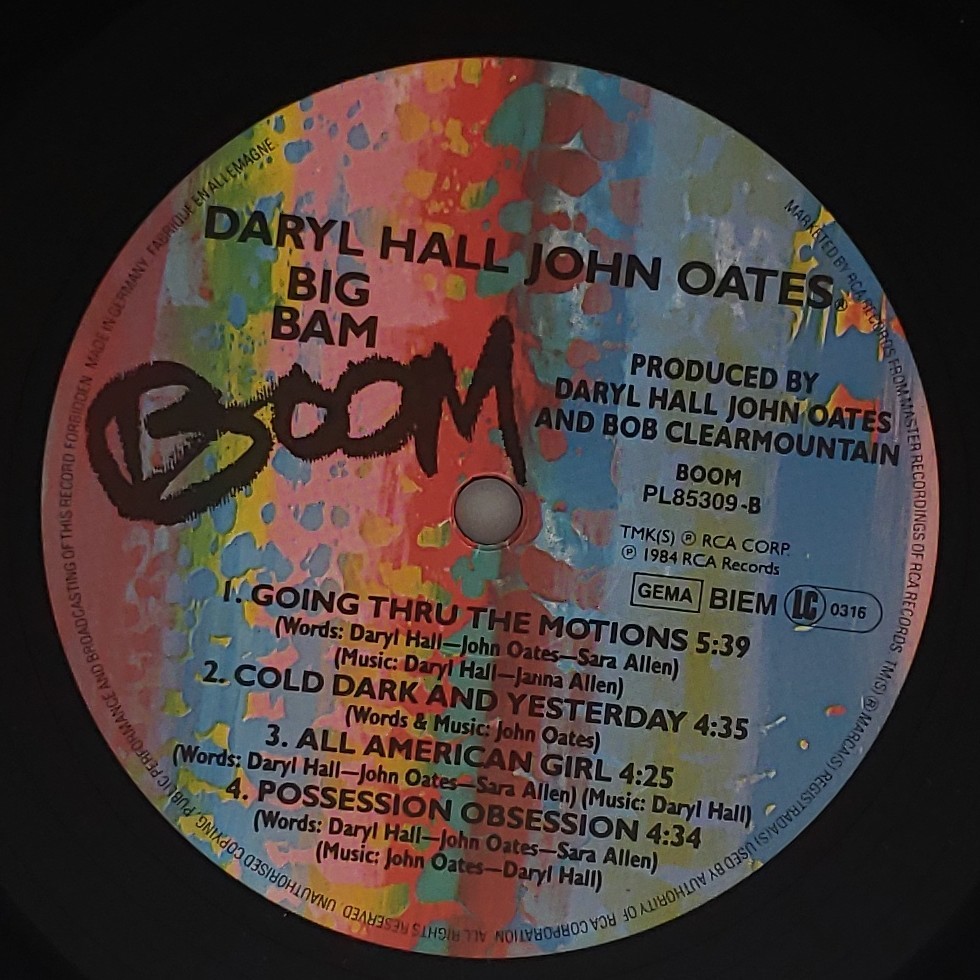 DARYL HALL JOHN OATES®
BIG
BAM
BOOM
PRODUCED BY
DARYL HALL JOHN OATES
AND BOB CLEARMOUNTAIN
BOOM
PL85309-B
TMK(S) ® RCA CORP.
℗ 1984 RCA Records
GEMA BIEM LC 0316
1. GOING THRU THE MOTIONS 5:39
(Words: Daryl Hall—John Oates—Sara Allen)
(Music: Daryl Hall—Janna Allen)
2. COLD DARK AND YESTERDAY 4:35
(Words & Music: John Oates)
3. ALL AMERICAN GIRL 4:25
(Words: Daryl Hall—John Oates—Sara Allen) (Music: Daryl Hall)
4. POSSESSION OBSESSION 4:34
(Words: Daryl Hall—John Oates—Sara Allen)
(Music: John Oates—Daryl Hall)
MARKETED BY RCA RECORDS FROM MASTER RECORDINGS OF RCA RECORDS. TM(S) ® MARCA(S) REGISTRADA(S) USED BY AUTHORITY OF RCA CORPORATION ALL RIGHTS RESERVED UNAUTHORISED COPYING, PUBLIC PERFORMANCE AND BROADCASTING OF THIS RECORD FORBIDDEN. MADE IN GERMANY. FABRIQUE EN ALLEMAGNE.